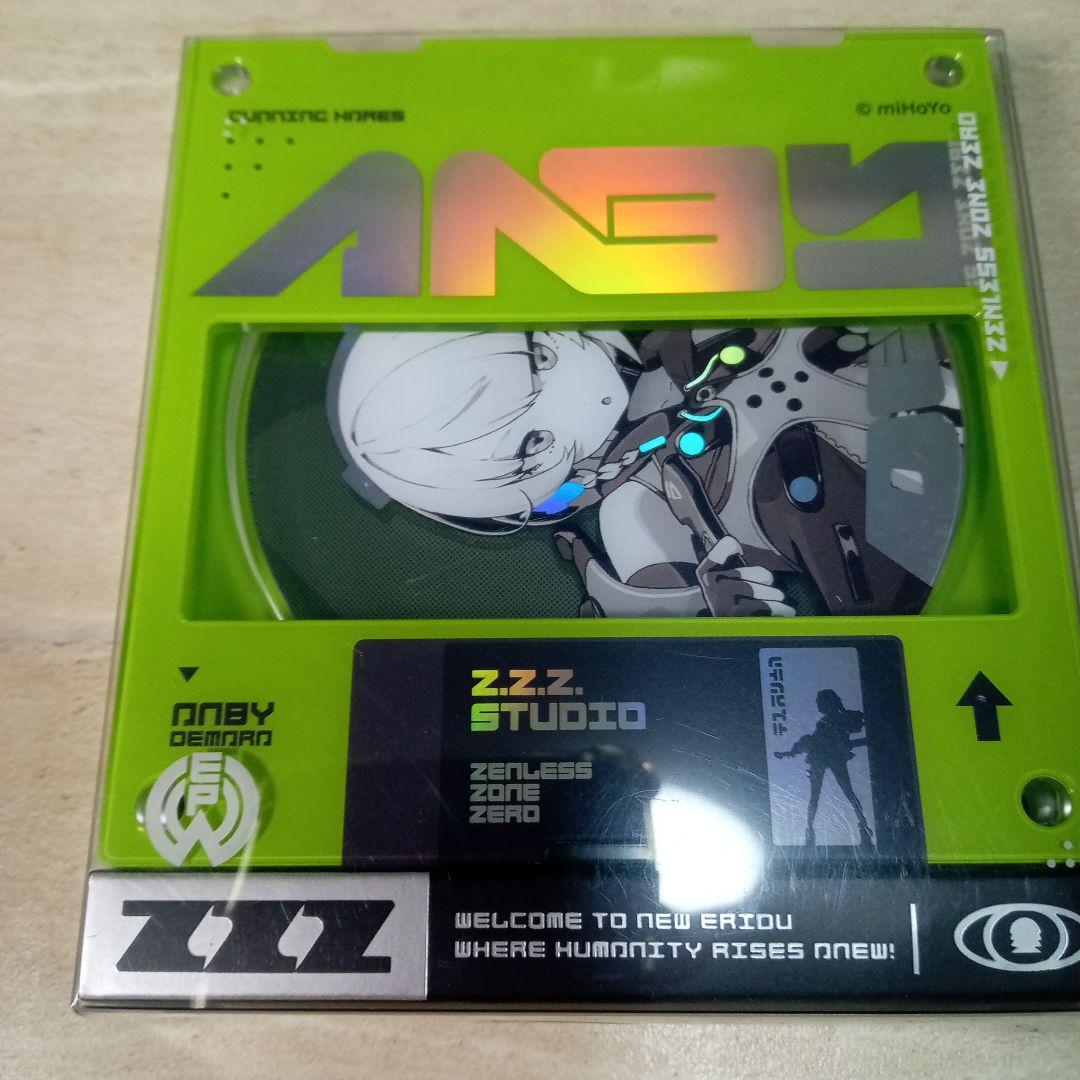 CUNNING HARES
© miHoYo
ANBY
ZENLESS ZONE ZERO
ANBY
DEMARA
EPW
Z.Z.Z.
STUDIO
ZENLESS
ZONE
ZERO
ZZZ
WELCOME TO NEW ERIDU
WHERE HUMANITY RISES ANEW!